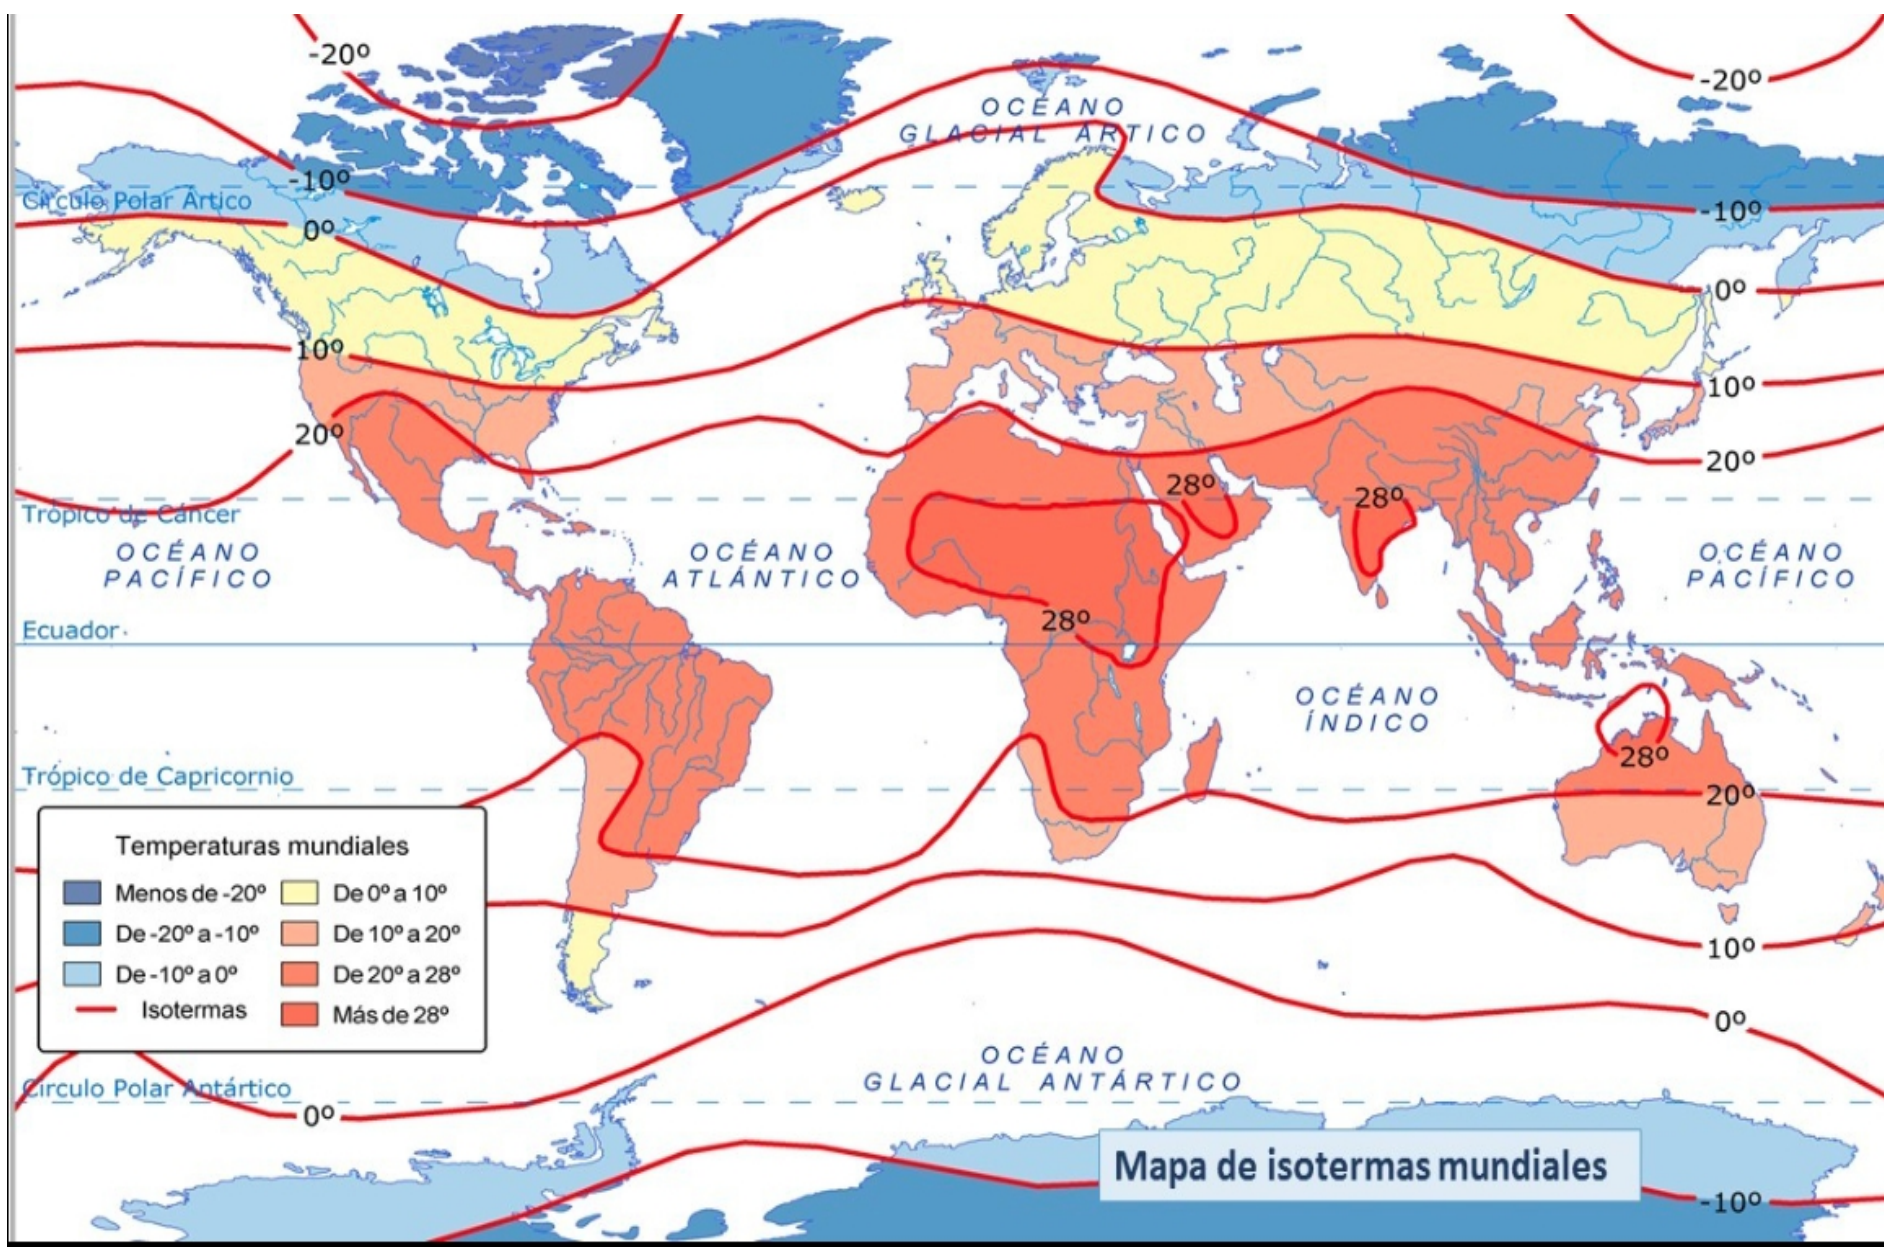 -20º
-20º
OCÉANO
GLACIAL ÁRTICO
-10º
Círculo Polar Ártico
-10º
0º
0º
10º
10º
20º
20º
28º
28º
Trópico de Cáncer
OCÉANO
PACÍFICO
OCÉANO
ATLÁNTICO
OCÉANO
PACÍFICO
28º
Ecuador
OCÉANO
ÍNDICO
28º
Trópico de Capricornio
20º
Temperaturas mundiales
Menos de -20º
De -20º a -10º
De -10º a 0º
Isotermas
De 0º a 10º
De 10º a 20º
De 20º a 28º
Más de 28º
10º
0º
OCÉANO
GLACIAL ANTÁRTICO
Círculo Polar Antártico
0º
Mapa de isotermas mundiales
-10º